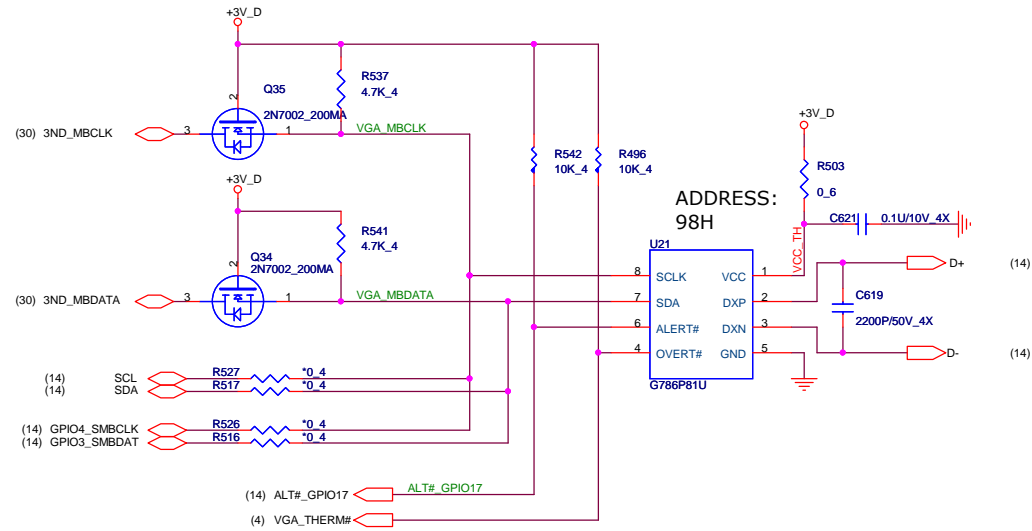 +3V_D
R537
4.7K_4
Q35
2
2N7002_200MA
(30) 3ND_MBCLK
3
1
VGA_MBCLK
+3V_D
R542
10K_4
R496
10K_4
+3V_D
R503
0_6
ADDRESS:
98H
R541
4.7K_4
Q34
2
2N7002_200MA
(30) 3ND_MBDATA
3
1
VGA_MBDATA
VCC_TH
C621
0.1U/10V_4X
U21
8
SCLK
VCC
1
7
SDA
DXP
2
6
ALERT#
DXN
3
4
OVERT#
GND
5
G786P81U
D+
(14)
C619
2200P/50V_4X
D-
(14)
(14)
SCL
R527
*0_4
(14)
SDA
R517
*0_4
(14) GPIO4_SMBCLK
R526
*0_4
(14) GPIO3_SMBDAT
R516
*0_4
(14) ALT#_GPIO17
ALT#_GPIO17
(4) VGA_THERM#